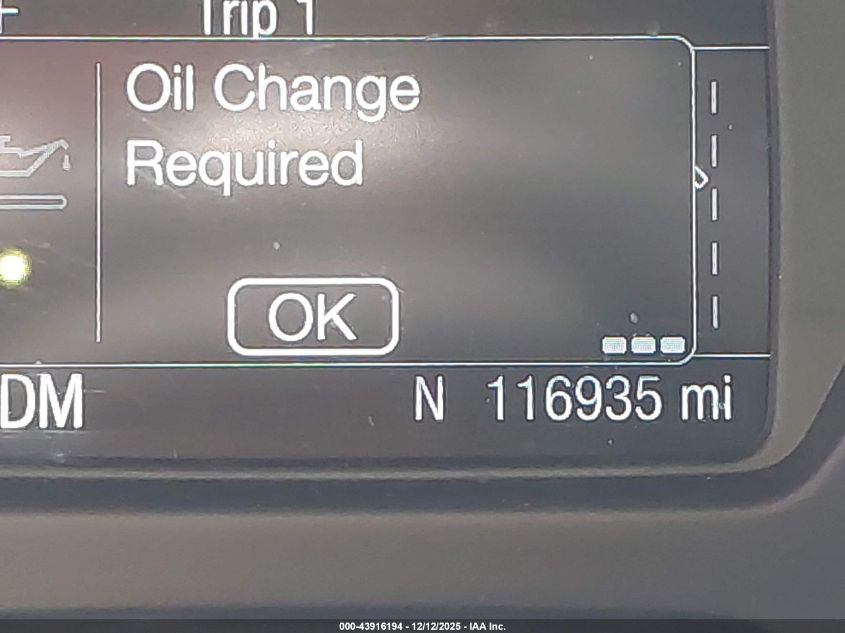 Trip 1
Oil Change
Required
OK
DM
N 116935 mi
000-43916194 - 12/12/2025 - IAA Inc.